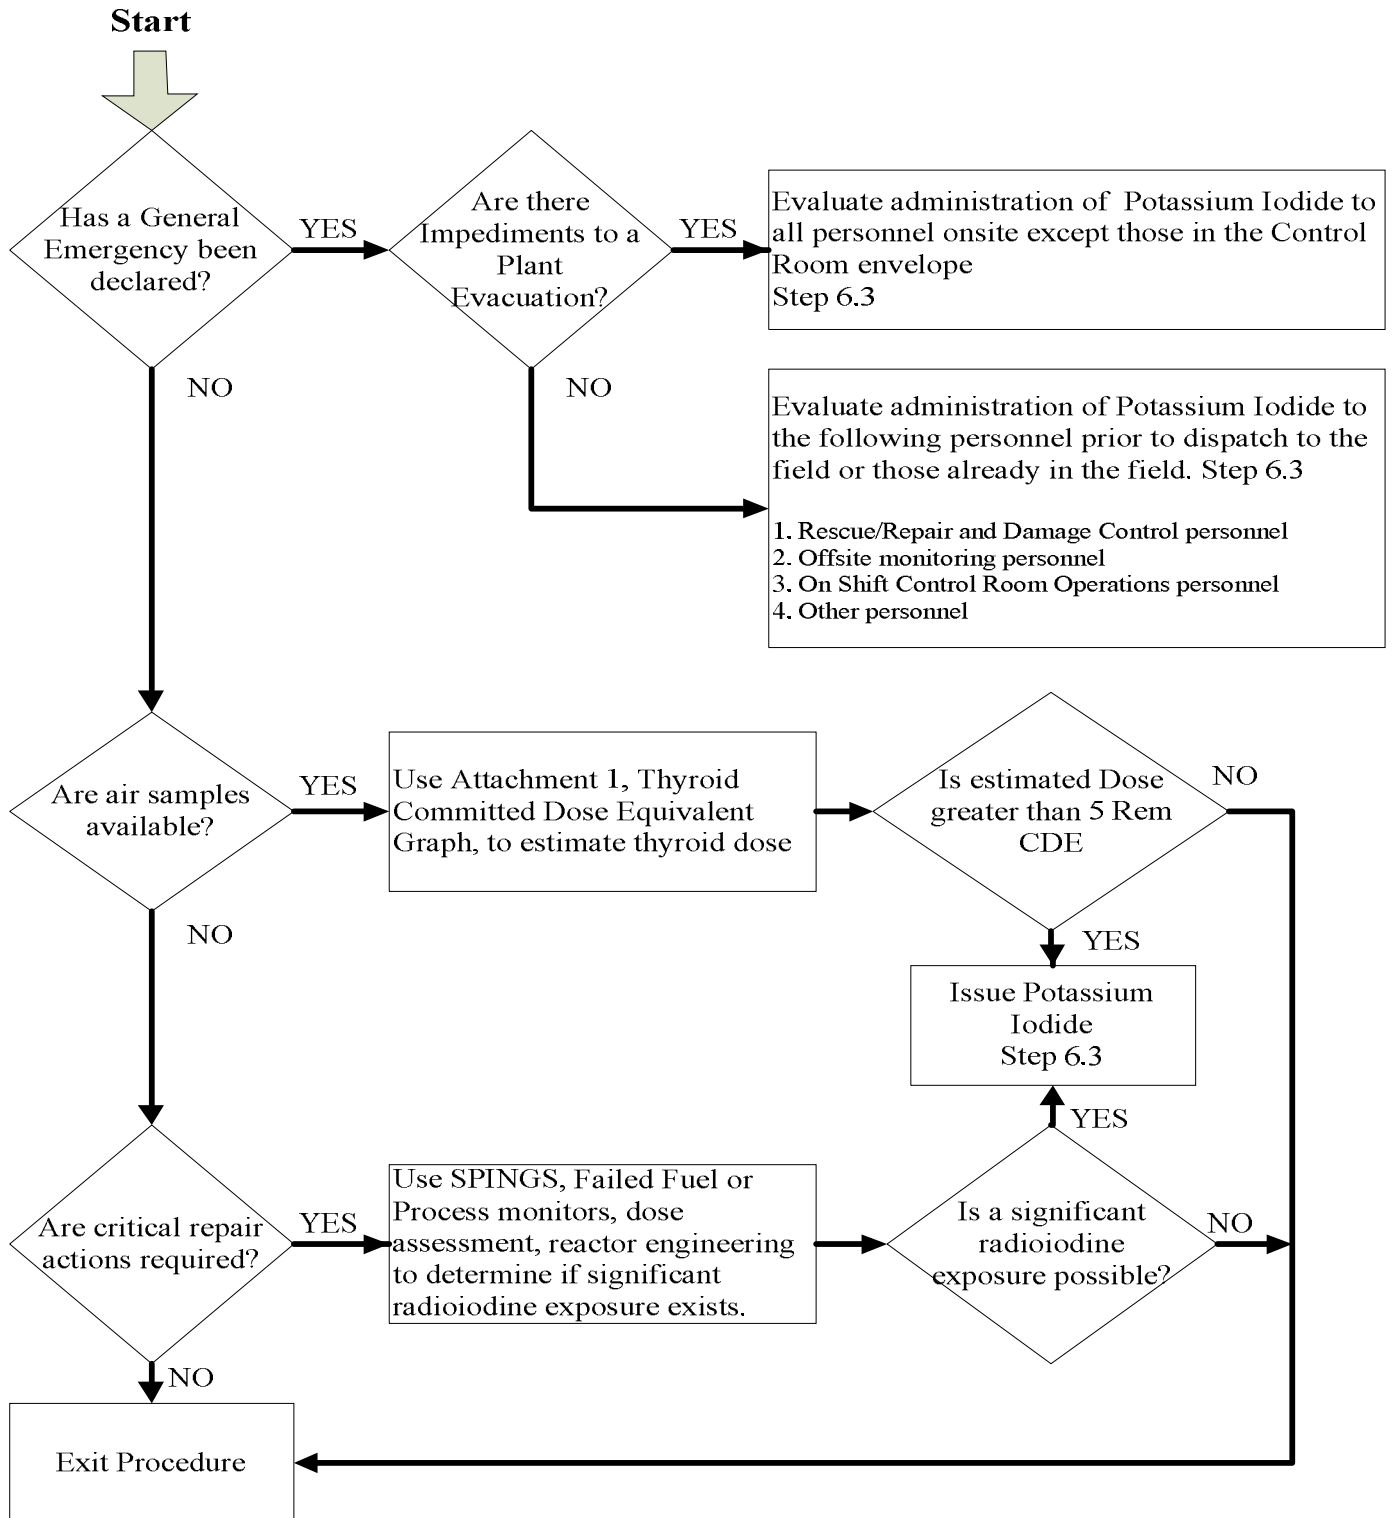 Start
Has a General
Emergency been
declared?
YES
Are there
Impediments to a
Plant
Evacuation?
YES
Evaluate administration of Potassium Iodide to
all personnel onsite except those in the Control
Room envelope
Step 6.3
NO
NO
Evaluate administration of Potassium Iodide to
the following personnel prior to dispatch to the
field or those already in the field. Step 6.3
1. Rescue/Repair and Damage Control personnel
2. Offsite monitoring personnel
3. On Shift Control Room Operations personnel
4. Other personnel
Are air samples
available?
YES
Use Attachment 1, Thyroid
Committed Dose Equivalent
Graph, to estimate thyroid dose
Is estimated Dose
greater than 5 Rem
CDE
NO
NO
YES
Issue Potassium
Iodide
Step 6.3
YES
Are critical repair
actions required?
YES
Use SPINGS, Failed Fuel or
Process monitors, dose
assessment, reactor engineering
to determine if significant
radioiodine exposure exists.
Is a significant
radioiodine
exposure possible?
NO
NO
Exit Procedure